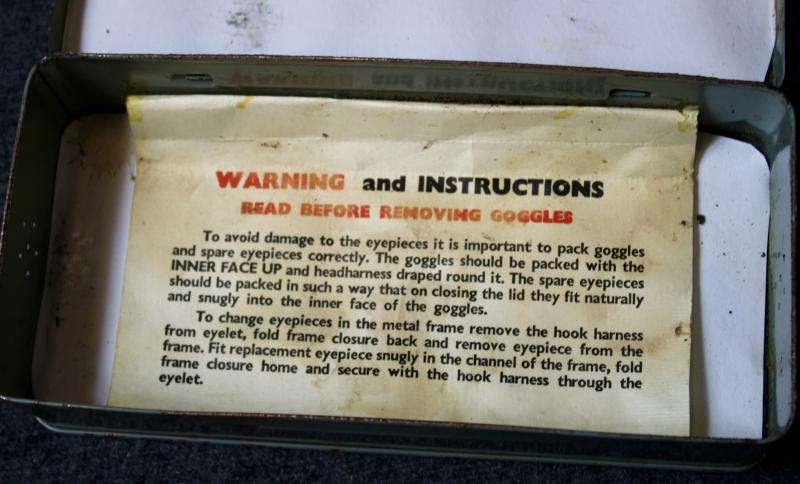 WARNING and INSTRUCTIONS
READ BEFORE REMOVING GOGGLES
To avoid damage to the eyepieces it is important to pack goggles
and spare eyepieces correctly. The goggles should be packed with the
INNER FACE UP and headharness draped round it. The spare eyepieces
should be packed in such a way that on closing the lid they fit naturally
and snugly into the inner face of the goggles.
To change eyepieces in the metal frame remove the hook harness
from eyelet, fold frame closure back and remove eyepiece from the
frame. Fit replacement eyepiece snugly in the channel of the frame, fold
frame closure home and secure with the hook harness through the
eyelet.